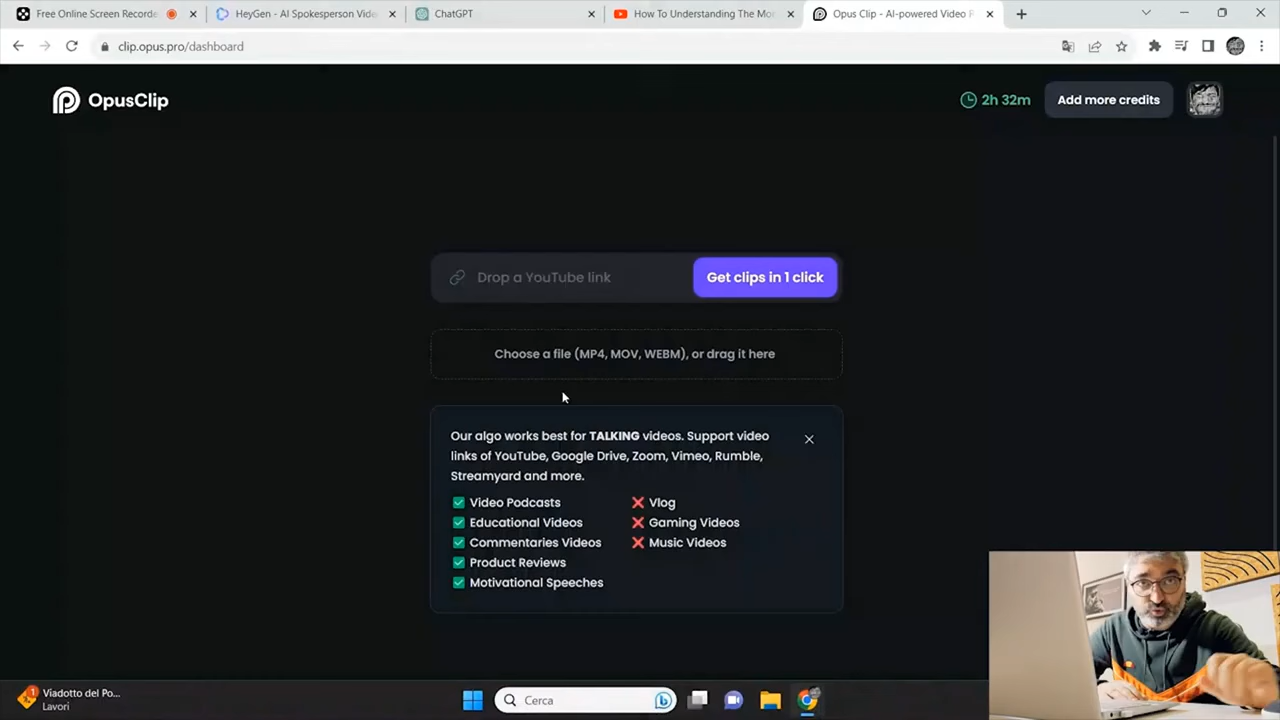 Free Online Screen Recorde
HeyGen - AI Spokesperson Vide
ChatGPT
How To Understanding The Mor
Opus Clip - AI-powered Video R
clip.opus.pro/dashboard
OpusClip
2h 32m
Add more credits
Drop a YouTube link
Get clips in 1 click
Choose a file (MP4, MOV, WEBM), or drag it here
Our algo works best for TALKING videos. Support video
links of YouTube, Google Drive, Zoom, Vimeo, Rumble,
Streamyard and more.
Video Podcasts
Vlog
Educational Videos
Gaming Videos
Commentaries Videos
Music Videos
Product Reviews
Motivational Speeches
1
Viadotto del Po...
Lavori
Cerca